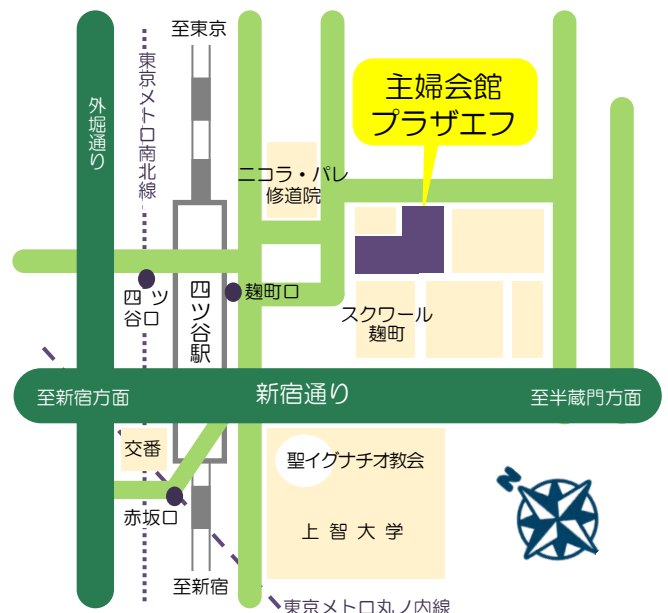 至東京
外堀通り
東京メトロ南北線
主婦会館
プラザエフ
ニコラ・バレ
修道院
四ツ
谷口
四ツ谷駅
麹町口
スクワール
麹町
至新宿方面
新宿通り
至半蔵門方面
交番
聖イグナチオ教会
赤坂口
上智大学
N
至新宿
東京メトロ丸ノ内線